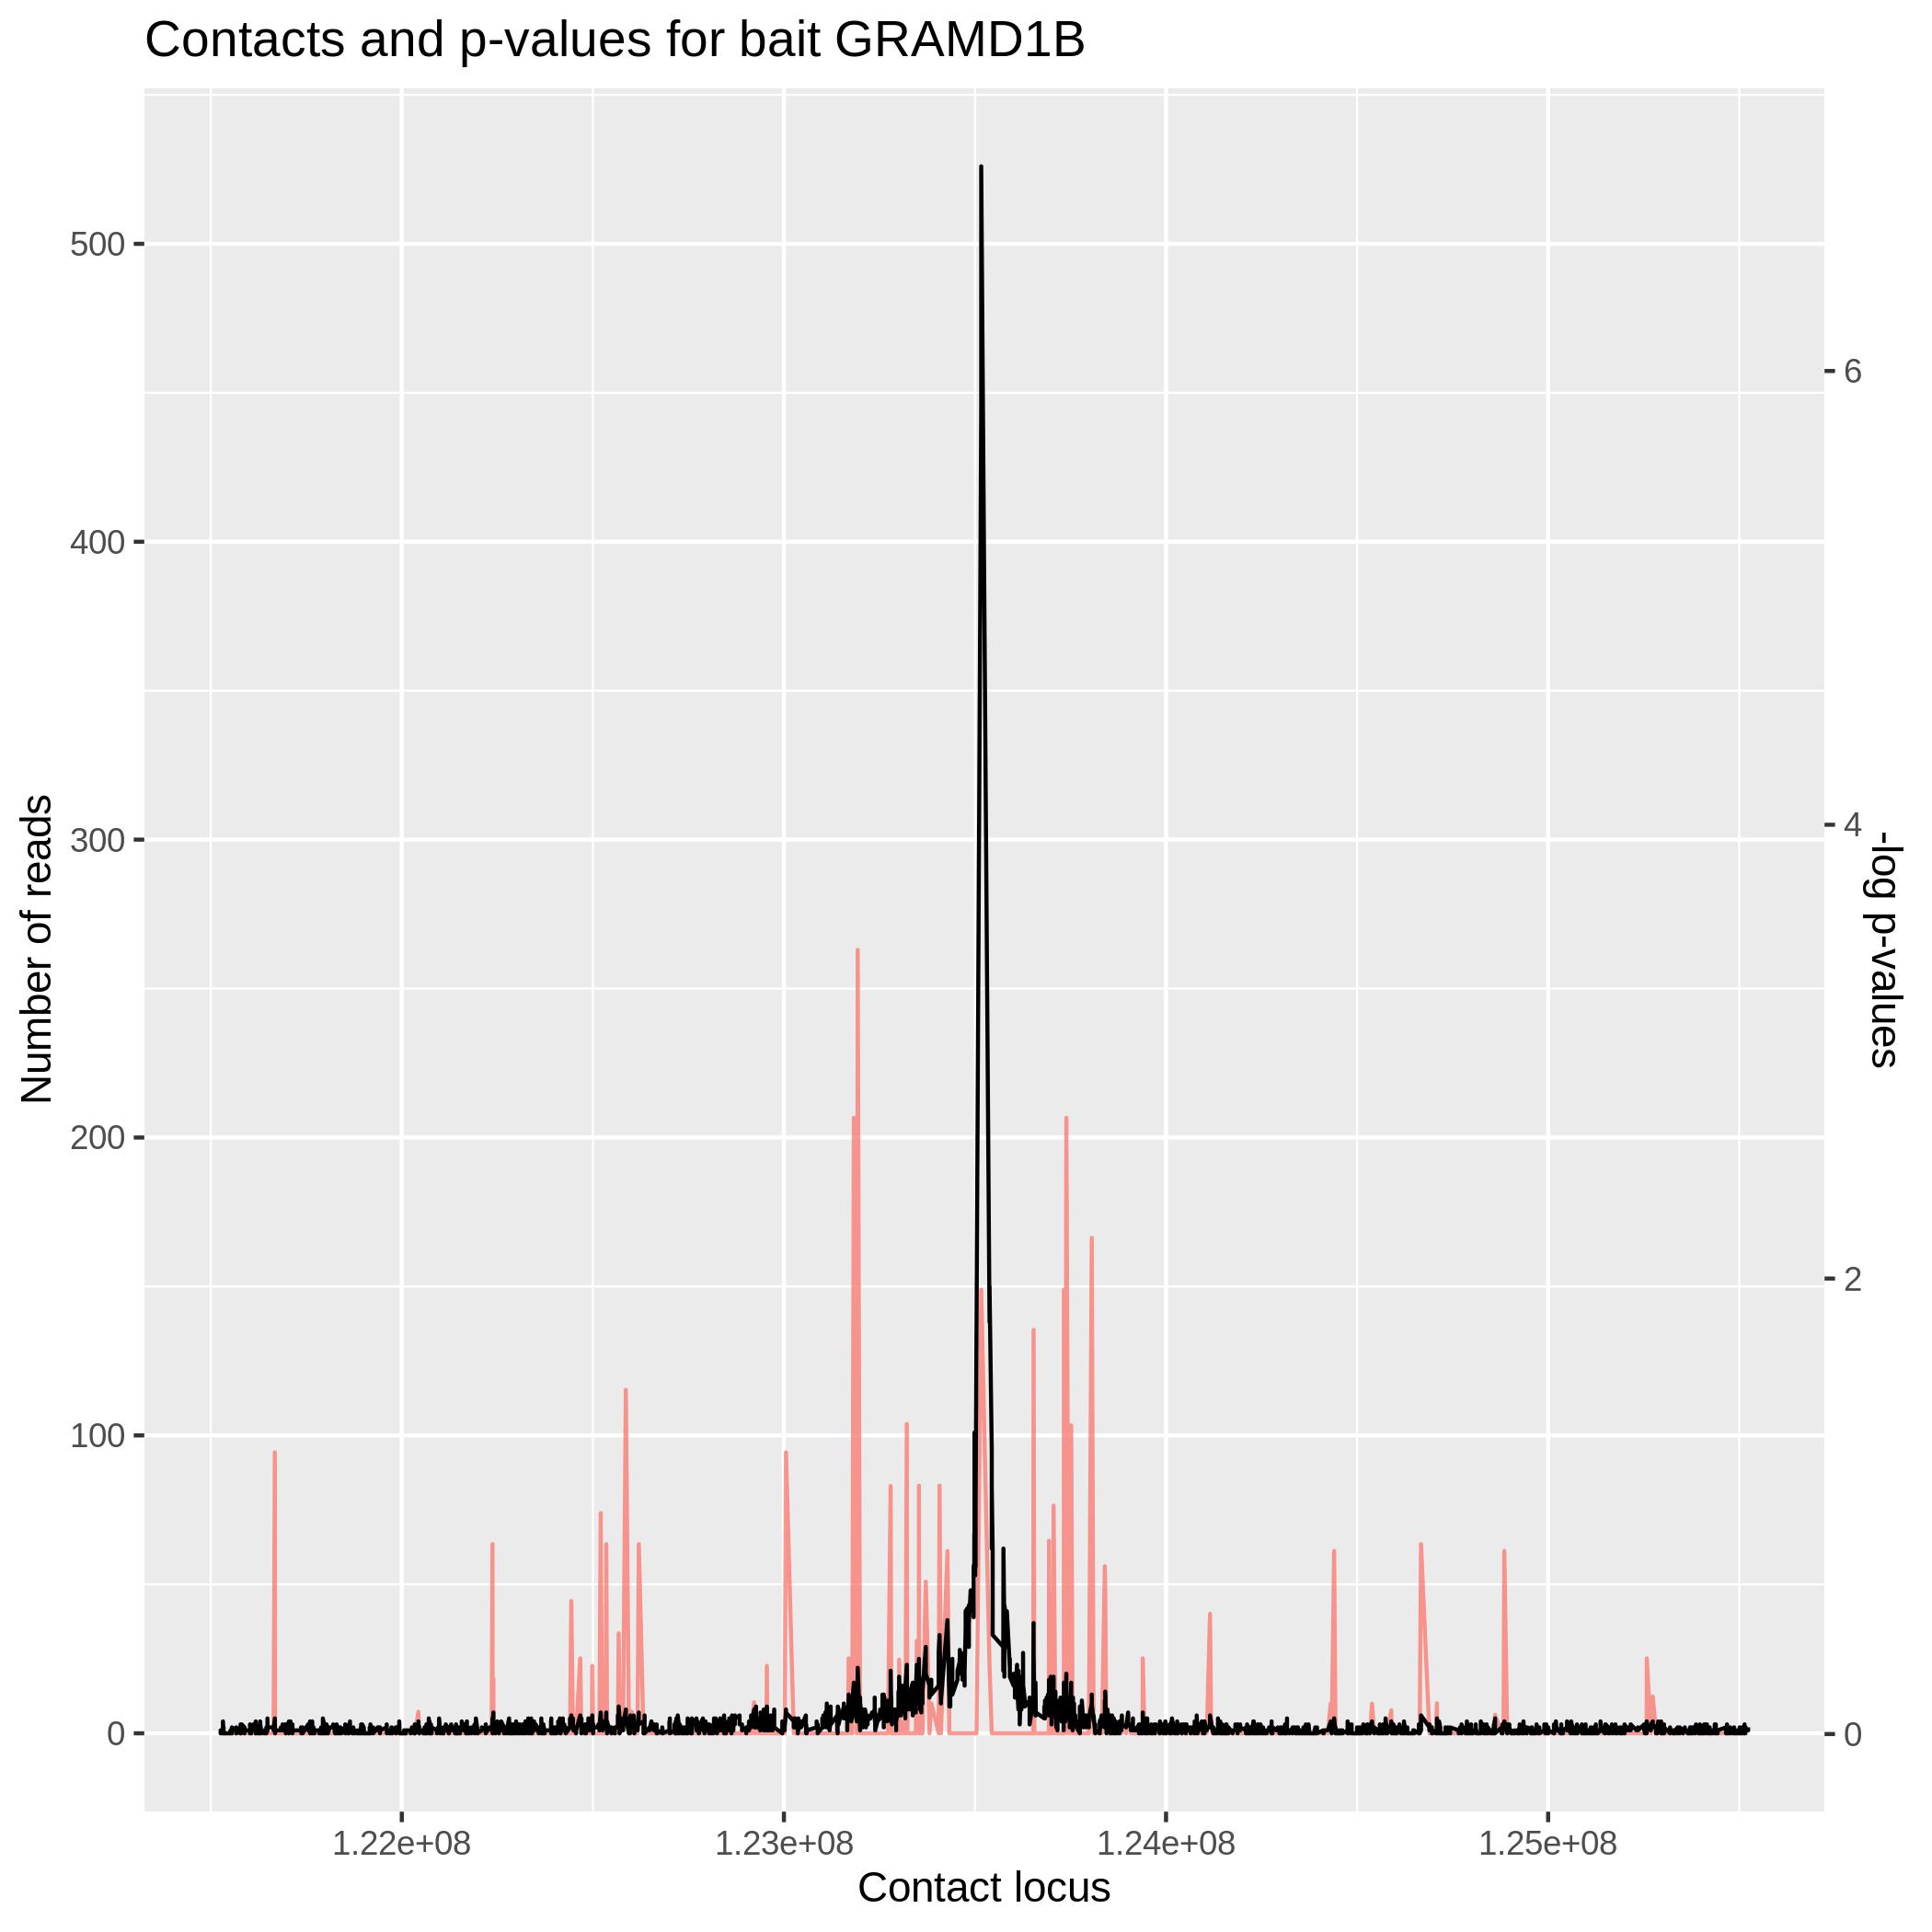 Contacts and p-values for bait GRAMD1B
Number of reads
500
400
300
200
100
0
6
4
2
0
-log p-values
1.22e+08
1.23e+08
1.24e+08
1.25e+08
Contact locus